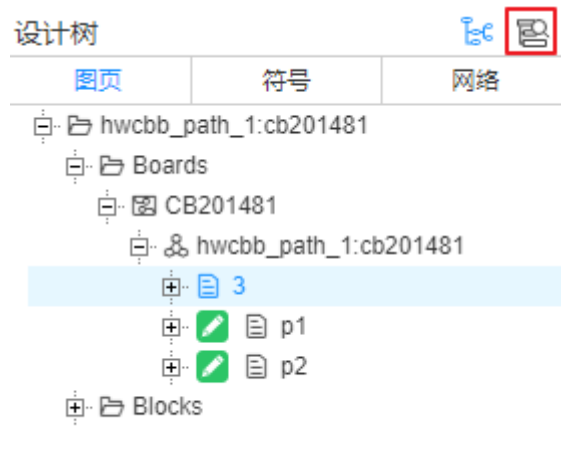 设计树
图页 符号 网络
hwcbb_path_1:cb201481
Boards
CB201481
hwcbb_path_1:cb201481
3
p1
p2
Blocks